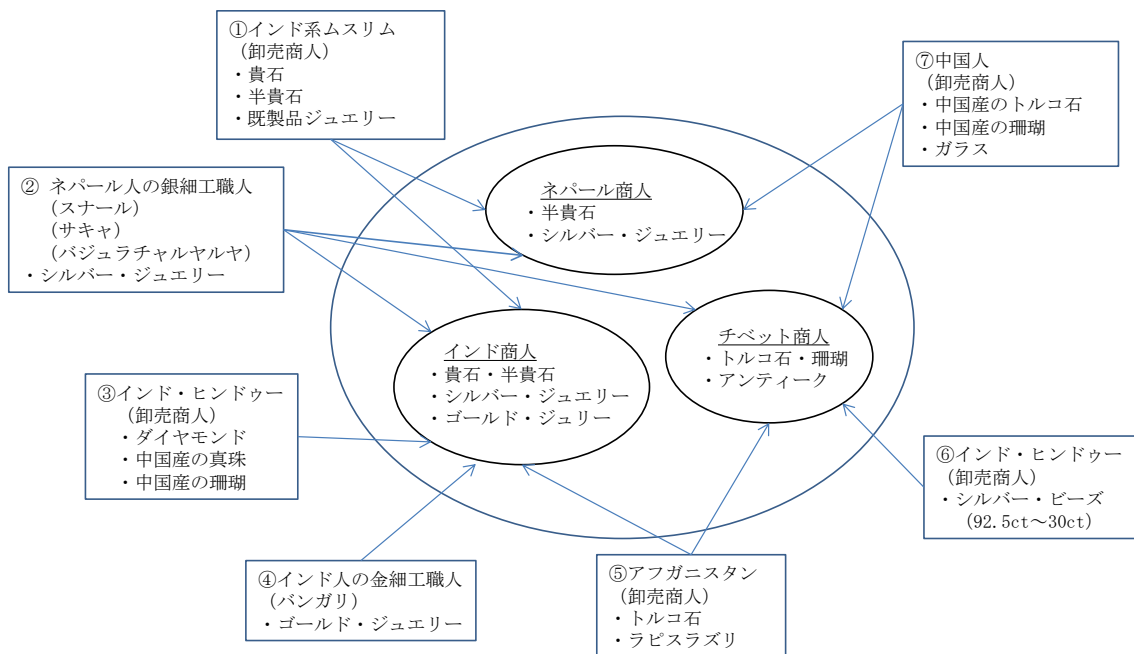 ①インド系ムスリム
(卸売商人)
・貴石
・半貴石
・既製品ジュエリー
② ネパール人の銀細工職人
(スナール)
(サキャ)
(バジュラチャルヤルヤ)
・シルバー・ジュエリー
③インド・ヒンドゥー
(卸売商人)
・ダイヤモンド
・中国産の真珠
・中国産の珊瑚
④インド人の金細工職人
(バンガリ)
・ゴールド・ジュエリー
⑤アフガニスタン
(卸売商人)
・トルコ石
・ラピスラズリ
⑥インド・ヒンドゥー
(卸売商人)
・シルバー・ビーズ
(92.5ct～30ct)
⑦中国人
(卸売商人)
・中国産のトルコ石
・中国産の珊瑚
・ガラス
ネパール商人
・半貴石
・シルバー・ジュエリー
インド商人
・貴石・半貴石
・シルバー・ジュエリー
・ゴールド・ジュリー
チベット商人
・トルコ石・珊瑚
・アンティーク